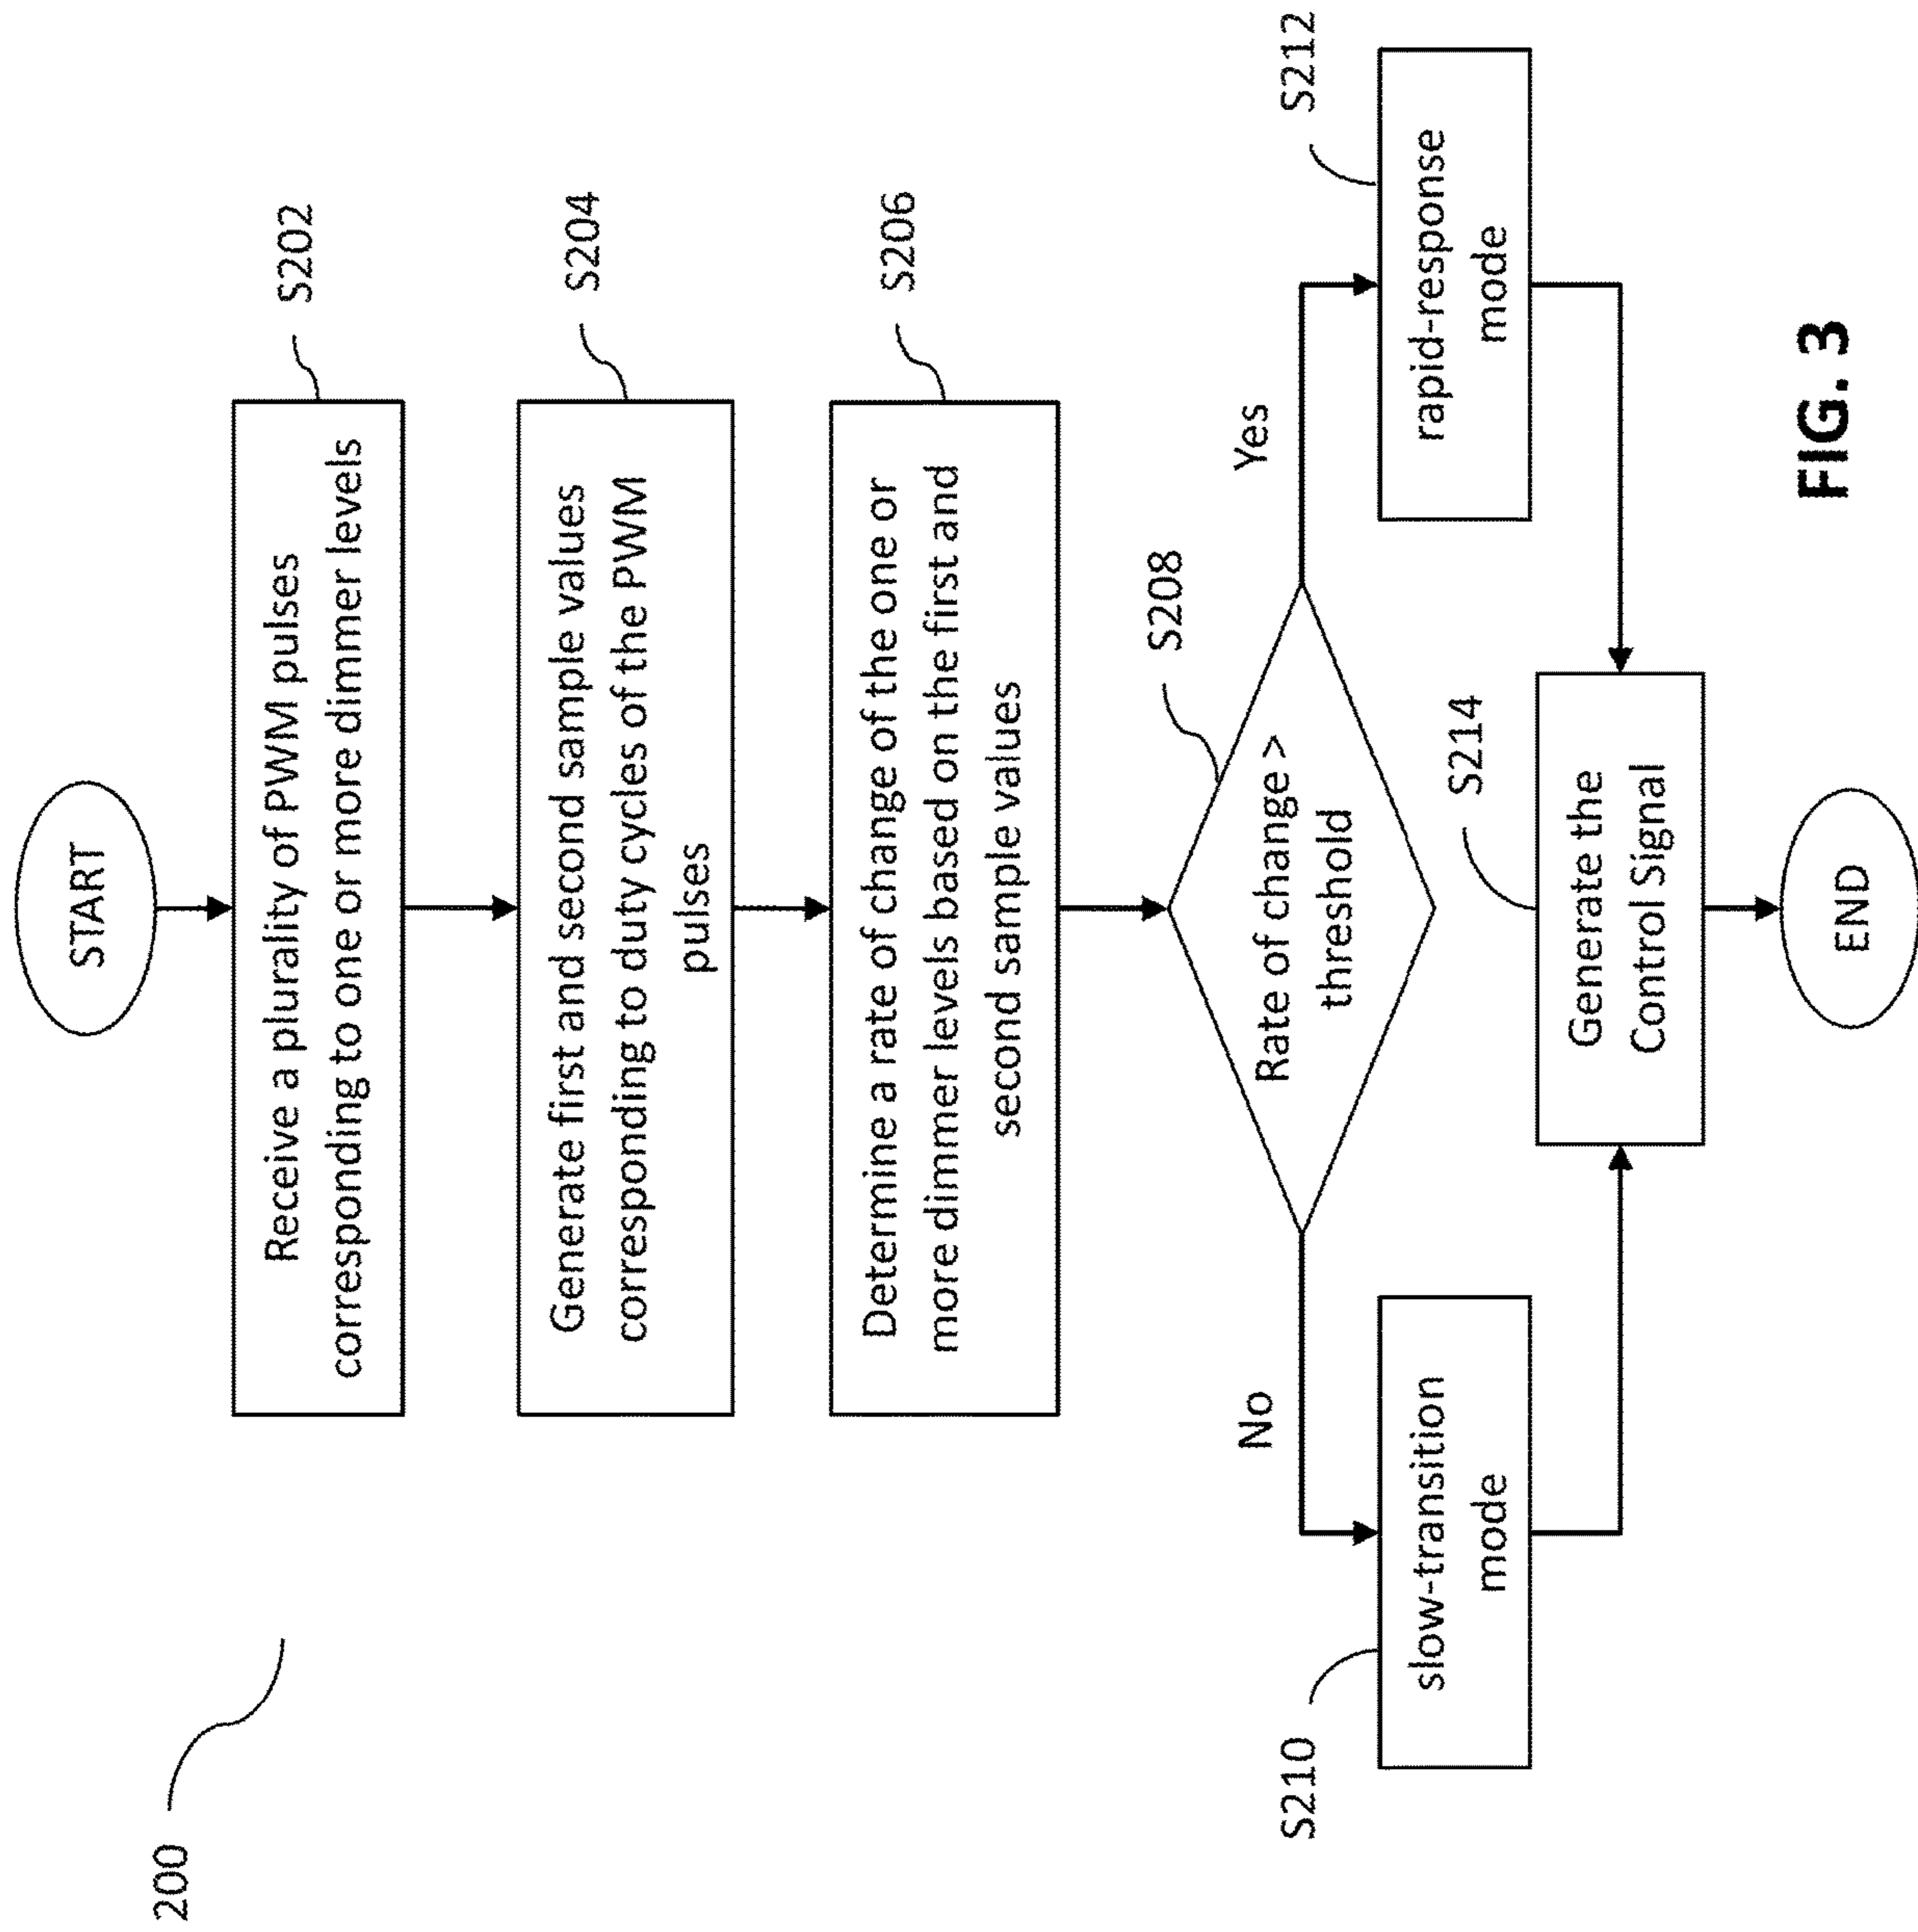 200
START
Receive a plurality of PWM pulses
corresponding to one or more dimmer levels
S202
Generate first and second sample values
corresponding to duty cycles of the PWM
pulses
S204
Determine a rate of change of the one or
more dimmer levels based on the first and
second sample values
S206
Rate of change >
threshold
S208
No
Yes
S210
slow-transition
mode
S212
rapid-response
mode
S214
Generate the
Control Signal
END
FIG. 3